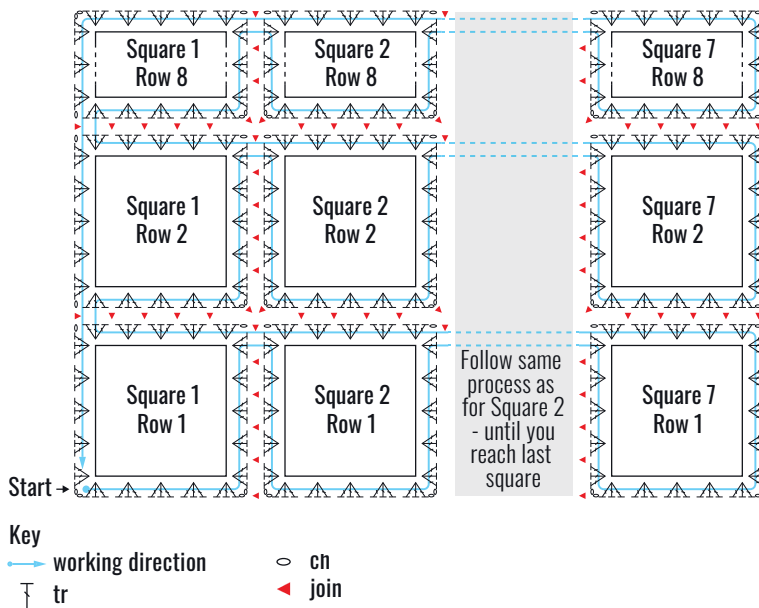 Square 1
Row 8
Square 2
Row 8
Square 7
Row 8
Square 1
Row 2
Square 2
Row 2
Square 7
Row 2
Square 1
Row 1
Square 2
Row 1
Follow same
process as
for Square 2
- until you
reach last
square
Square 7
Row 1
Start
Key
working direction
tr
ch
join